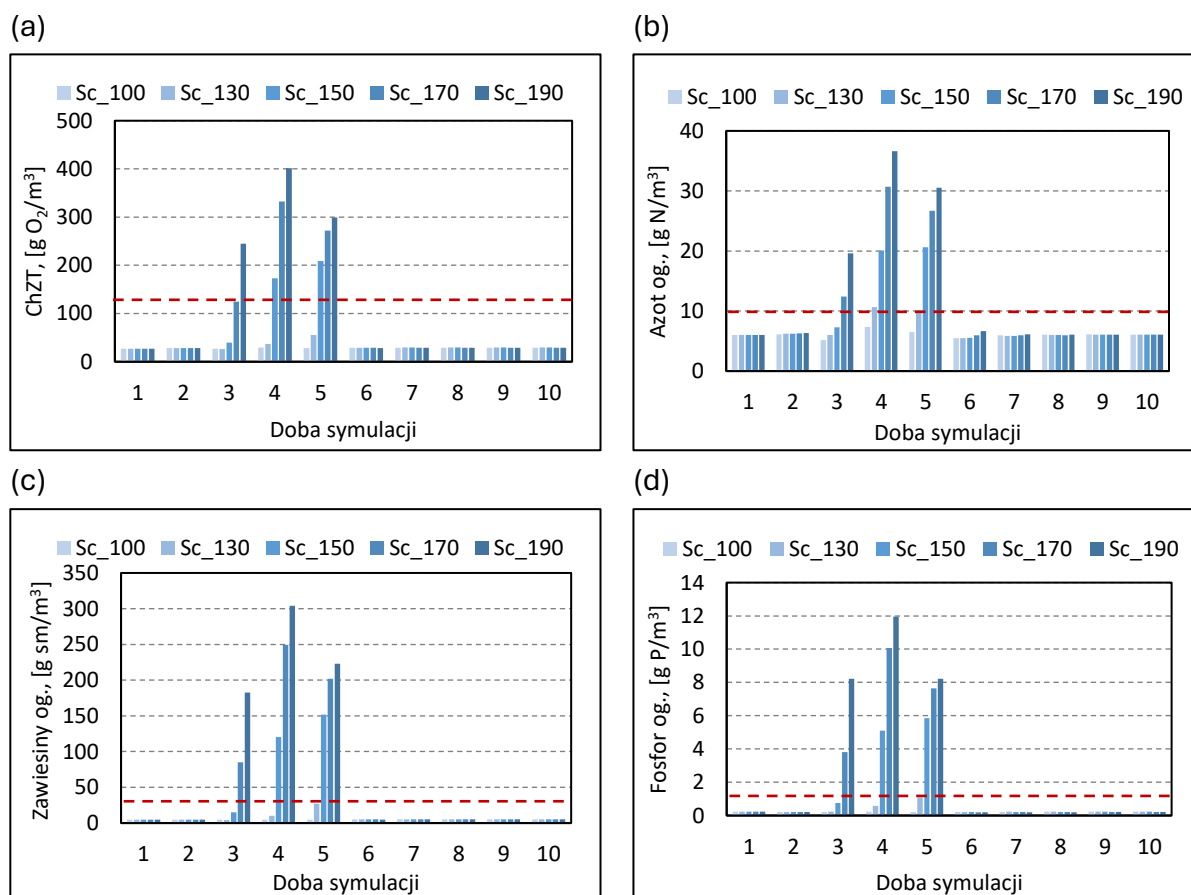 (a)
Sc_100 Sc_130 Sc_150 Sc_170 Sc_190
500
400
300
200
100
0
ChZT, [g O₂/m³]
1 2 3 4 5 6 7 8 9 10
Doba symulacji
(b)
Sc_100 Sc_130 Sc_150 Sc_170 Sc_190
40
30
20
10
0
Azot og., [g N/m³]
1 2 3 4 5 6 7 8 9 10
Doba symulacji
(c)
Sc_100 Sc_130 Sc_150 Sc_170 Sc_190
350
300
250
200
150
100
50
0
Zawiesiny og., [g sm/m³]
1 2 3 4 5 6 7 8 9 10
Doba symulacji
(d)
Sc_100 Sc_130 Sc_150 Sc_170 Sc_190
14
12
10
8
6
4
2
0
Fosfor og., [g P/m³]
1 2 3 4 5 6 7 8 9 10
Doba symulacji